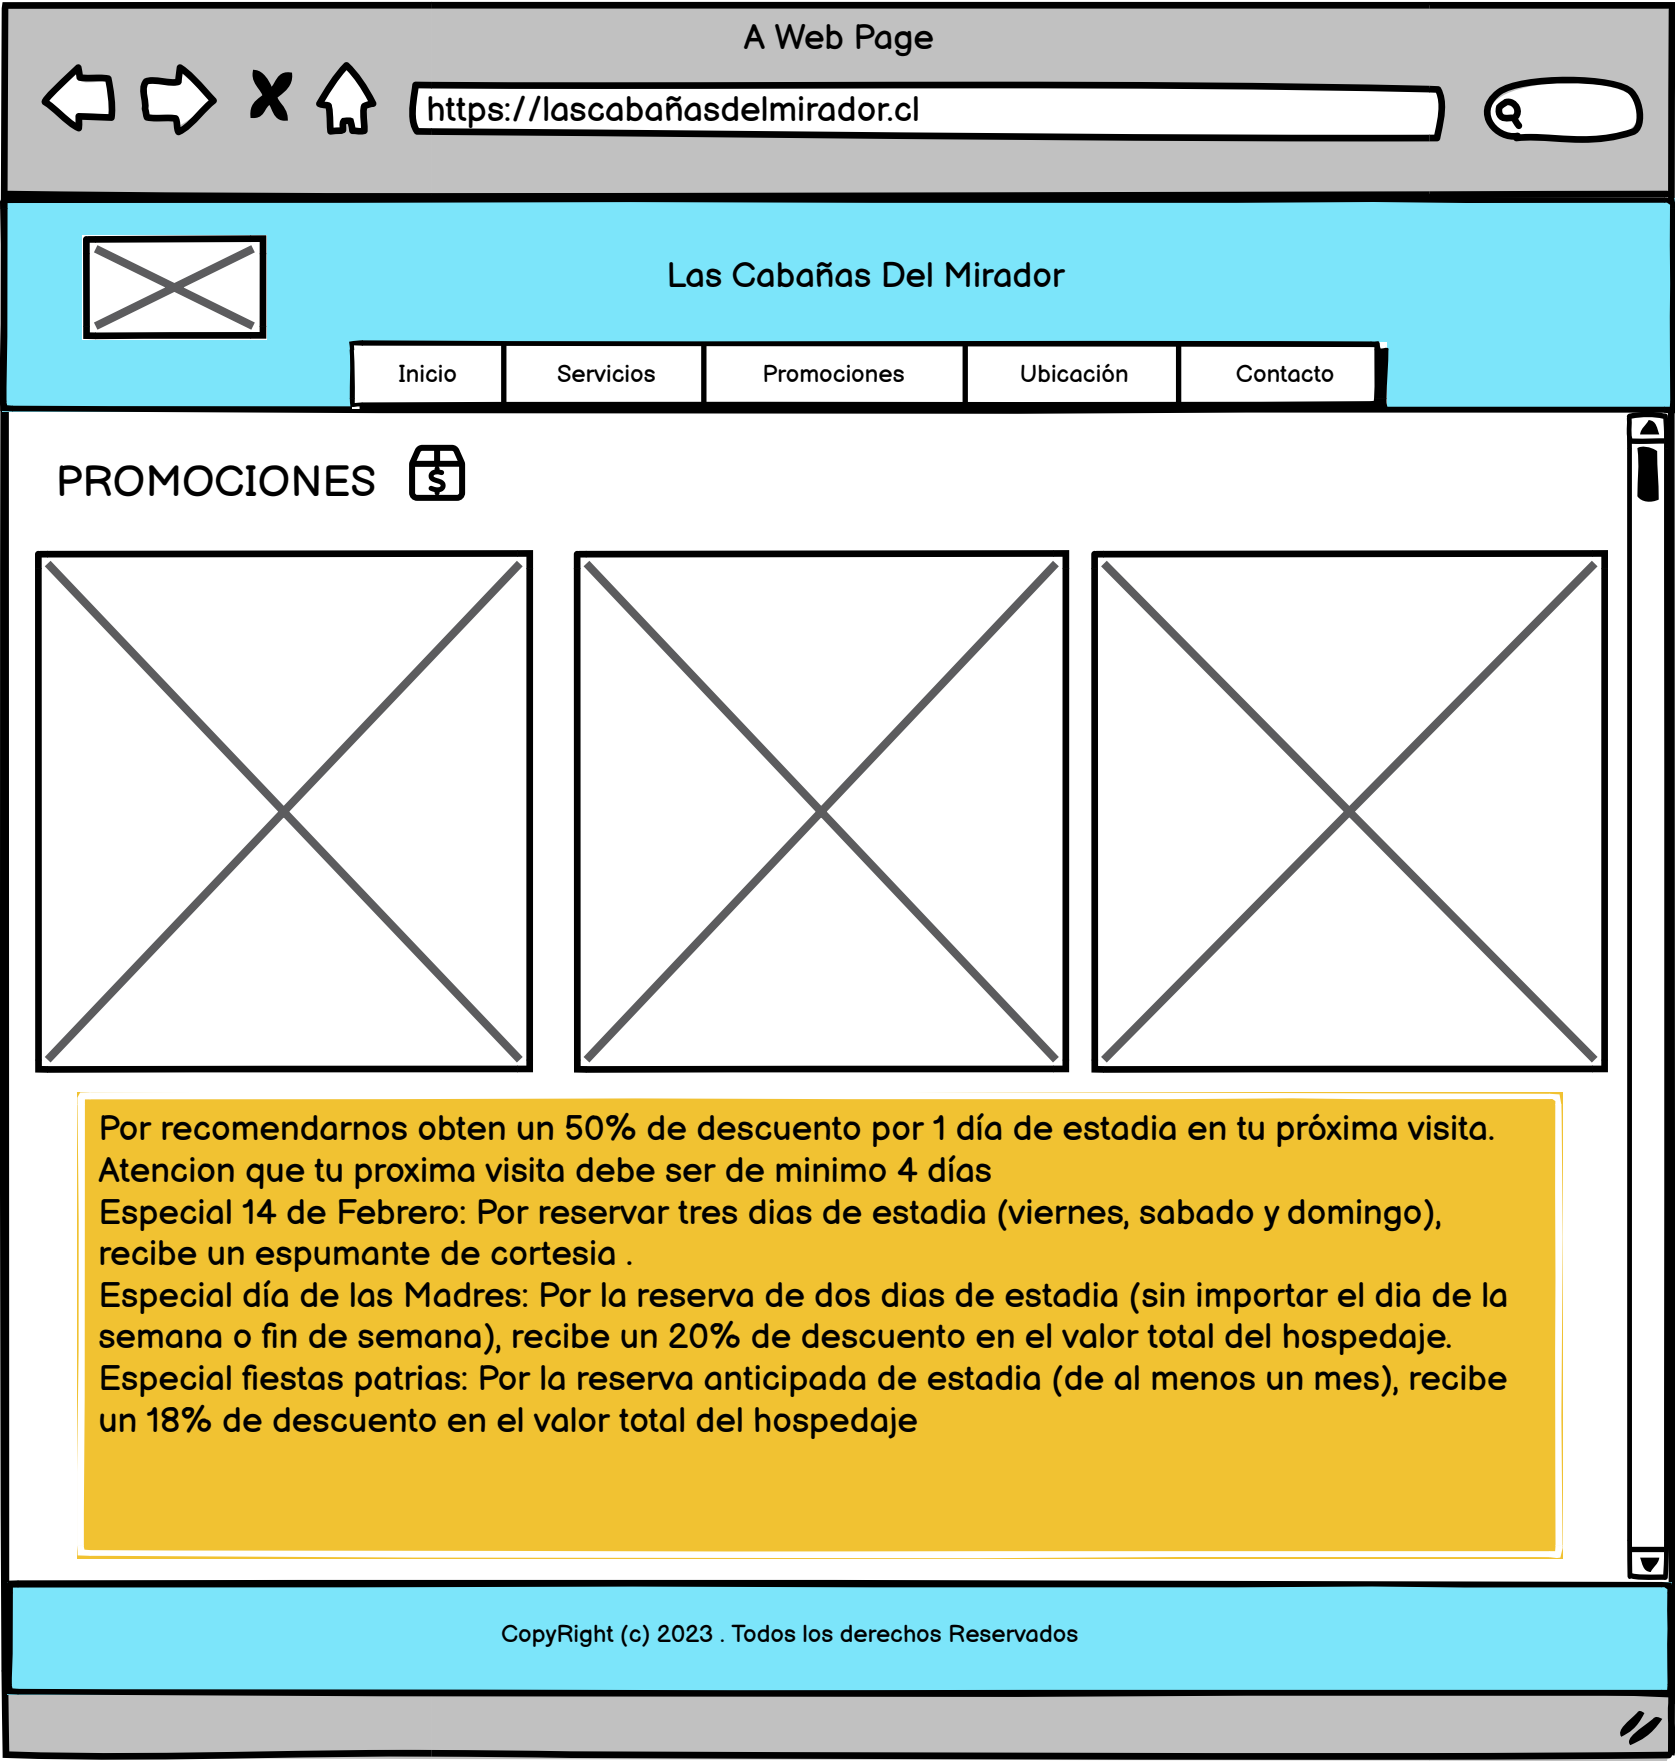 A Web Page
https://lascabañasdelmirador.cl
Las Cabañas Del Mirador
Inicio Servicios Promociones Ubicación Contacto
PROMOCIONES $
Por recomendarnos obten un 50% de descuento por 1 día de estadia en tu próxima visita.
Atencion que tu proxima visita debe ser de minimo 4 días
Especial 14 de Febrero: Por reservar tres dias de estadia (viernes, sabado y domingo),
recibe un espumante de cortesia .
Especial día de las Madres: Por la reserva de dos dias de estadia (sin importar el dia de la
semana o fin de semana), recibe un 20% de descuento en el valor total del hospedaje.
Especial fiestas patrias: Por la reserva anticipada de estadia (de al menos un mes), recibe
un 18% de descuento en el valor total del hospedaje
CopyRight (c) 2023 . Todos los derechos Reservados